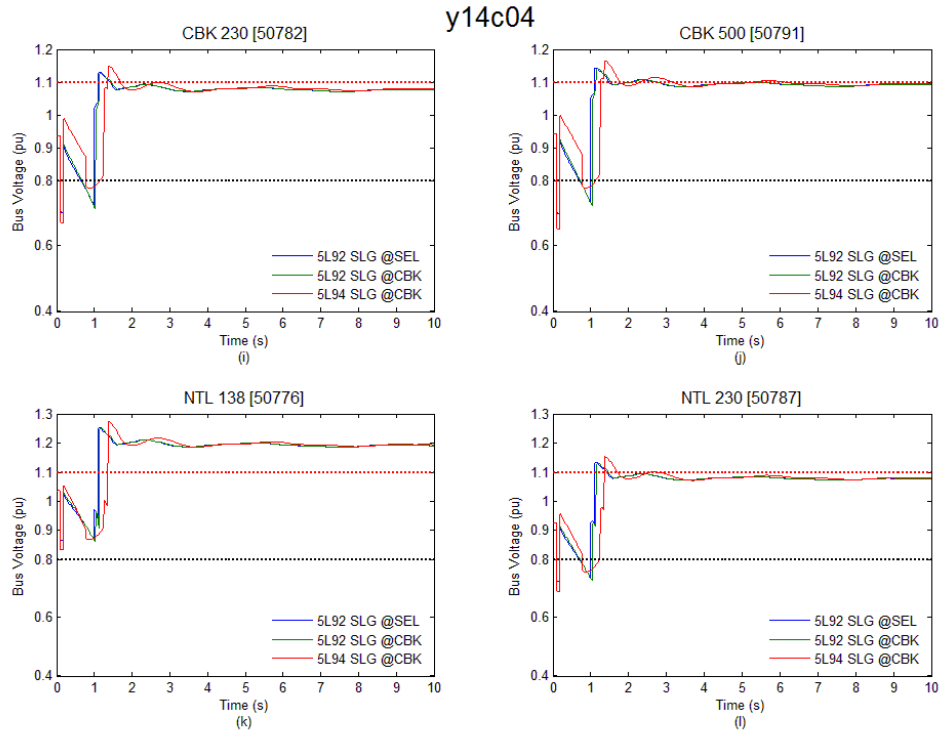 y14c04
CBK 230 [50782]
1.2
1.1
1
0.9
0.8
0.6
0.4
Bus Voltage (pu)
5L92 SLG @SEL
5L92 SLG @CBK
5L94 SLG @CBK
0 1 2 3 4 5 6 7 8 9 10
Time (s)
(i)
CBK 500 [50791]
1.2
1.1
1
0.9
0.8
0.6
0.4
Bus Voltage (pu)
5L92 SLG @SEL
5L92 SLG @CBK
5L94 SLG @CBK
0 1 2 3 4 5 6 7 8 9 10
Time (s)
(j)
NTL 138 [50776]
1.3
1.2
1.1
1
0.9
0.8
0.6
0.4
Bus Voltage (pu)
5L92 SLG @SEL
5L92 SLG @CBK
5L94 SLG @CBK
0 1 2 3 4 5 6 7 8 9 10
Time (s)
(k)
NTL 230 [50787]
1.3
1.2
1.1
1
0.9
0.8
0.6
0.4
Bus Voltage (pu)
5L92 SLG @SEL
5L92 SLG @CBK
5L94 SLG @CBK
0 1 2 3 4 5 6 7 8 9 10
Time (s)
(l)